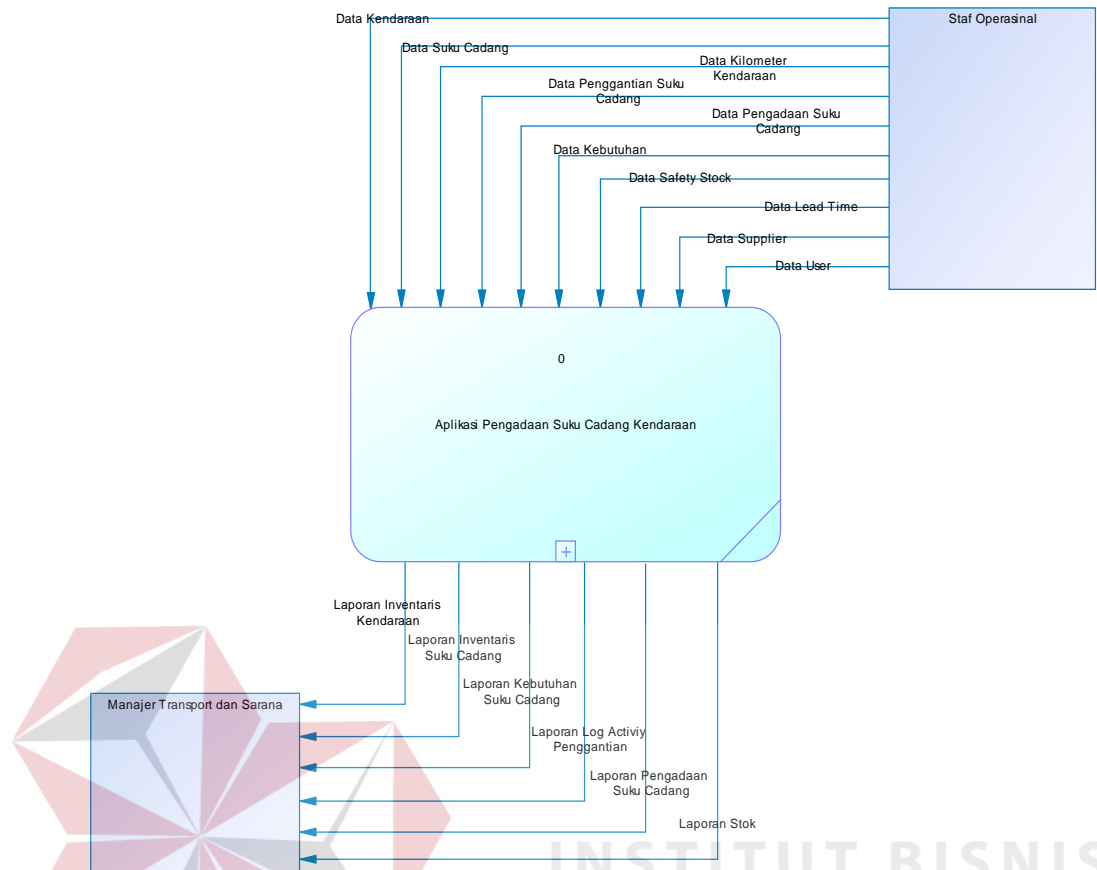 Data Kendaraan
Staf Operasinal
Data Suku Cadang
Data Kilometer
Kendaraan
Data Penggantian Suku
Cadang
Data Pengadaan Suku
Cadang
Data Kebutuhan
Data Safety Stock
Data Lead Time
Data Supplier
Data User
0
Aplikasi Pengadaan Suku Cadang Kendaraan
Laporan Inventaris
Kendaraan
Laporan Inventaris
Suku Cadang
Laporan Kebutuhan
Suku Cadang
Manajer Transport dan Sarana
Laporan Log Activiy
Penggantian
Laporan Pengadaan
Suku Cadang
Laporan Stok
INSTITUT BISNIS